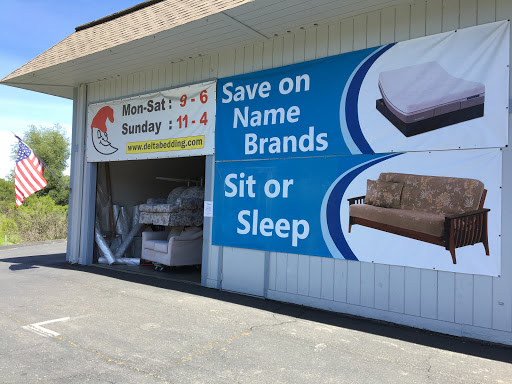 Mon-Sat : 9 - 6
Sunday : 11 - 4
www.deltabedding.com
Save on
Name
Brands
Sit or
Sleep